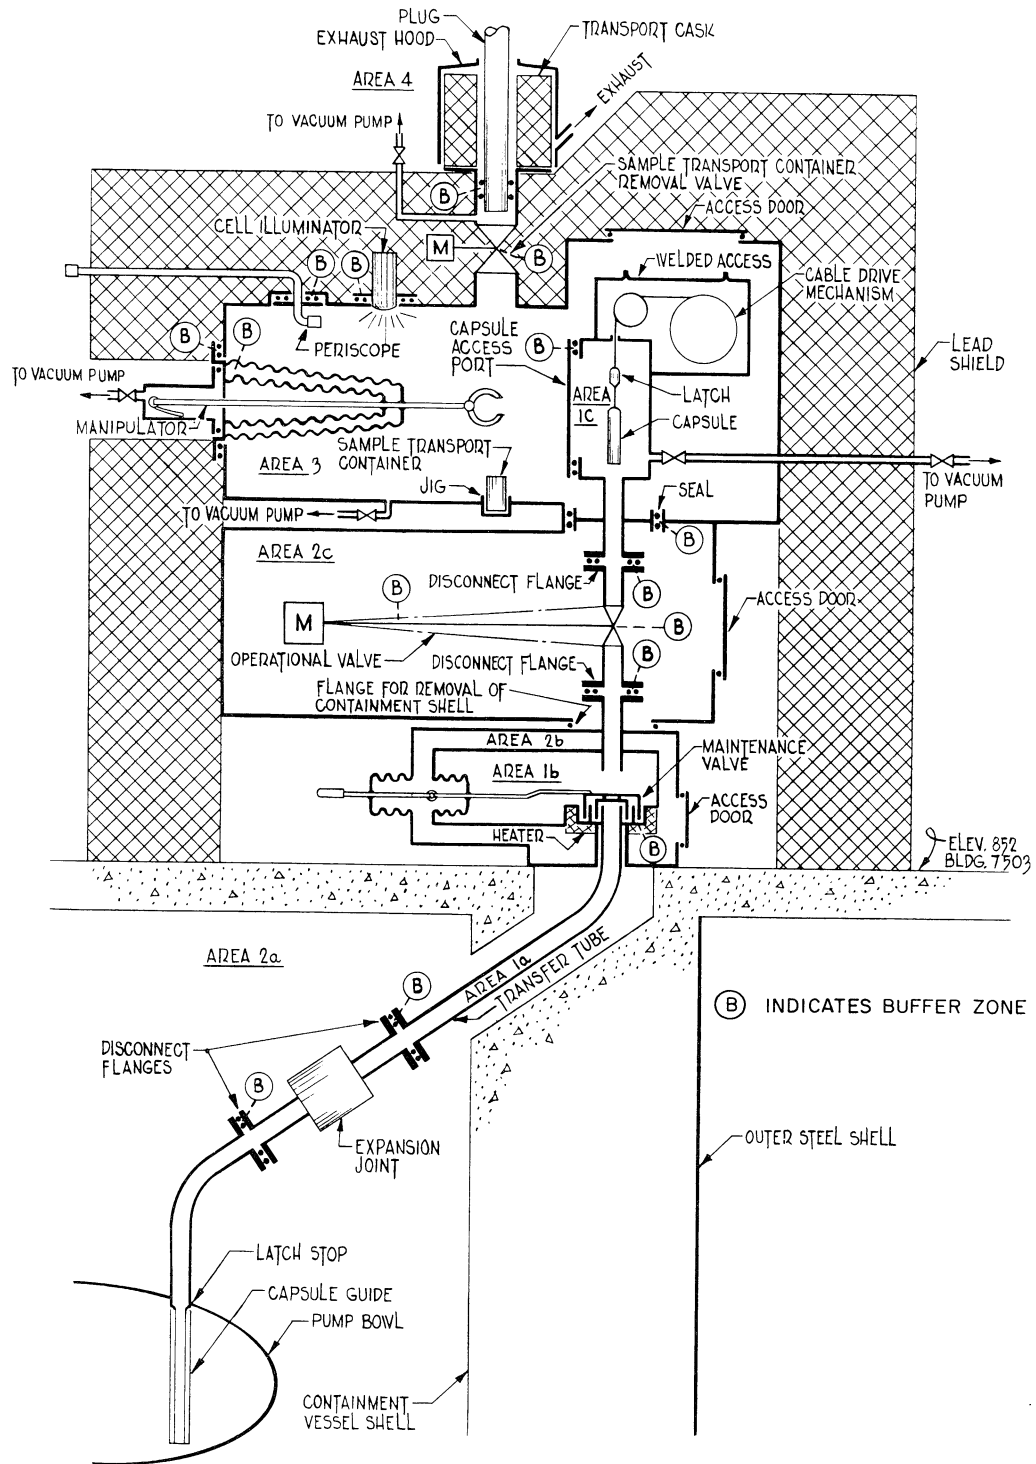 PLUG
EXHAUST HOOD
TRANSPORT CASK
AREA 4
EXHAUST
TO VACUUM PUMP
B
SAMPLE TRANSPORT CONTAINER
REMOVAL VALVE
ACCESS DOOR
CELL ILLUMINATOR
M
B
B
B
WELDED ACCESS
CABLE DRIVE
MECHANISM
PERISCOPE
CAPSULE
ACCESS
PORT
B
B
B
LEAD
SHIELD
TO VACUUM PUMP
LATCH
AREA
1C
CAPSULE
MANIPULATOR
SAMPLE TRANSPORT
CONTAINER
AREA 3
JIG
TO VACUUM
PUMP
SEAL
TO VACUUM PUMP
B
AREA 2c
DISCONNECT FLANGE
B
B
ACCESS DOOR
M
B
OPERATIONAL VALVE
DISCONNECT FLANGE
B
FLANGE FOR REMOVAL OF
CONTAINMENT SHELL
AREA 2b
MAINTENANCE
VALVE
AREA 1b
ACCESS
DOOR
HEATER
B
ELEV. 852
BLDG. 7503
AREA 2a
AREA 1a
TRANSFER TUBE
B
B INDICATES BUFFER ZONE
DISCONNECT
FLANGES
B
EXPANSION
JOINT
OUTER STEEL SHELL
LATCH STOP
CAPSULE GUIDE
PUMP BOWL
CONTAINMENT
VESSEL SHELL